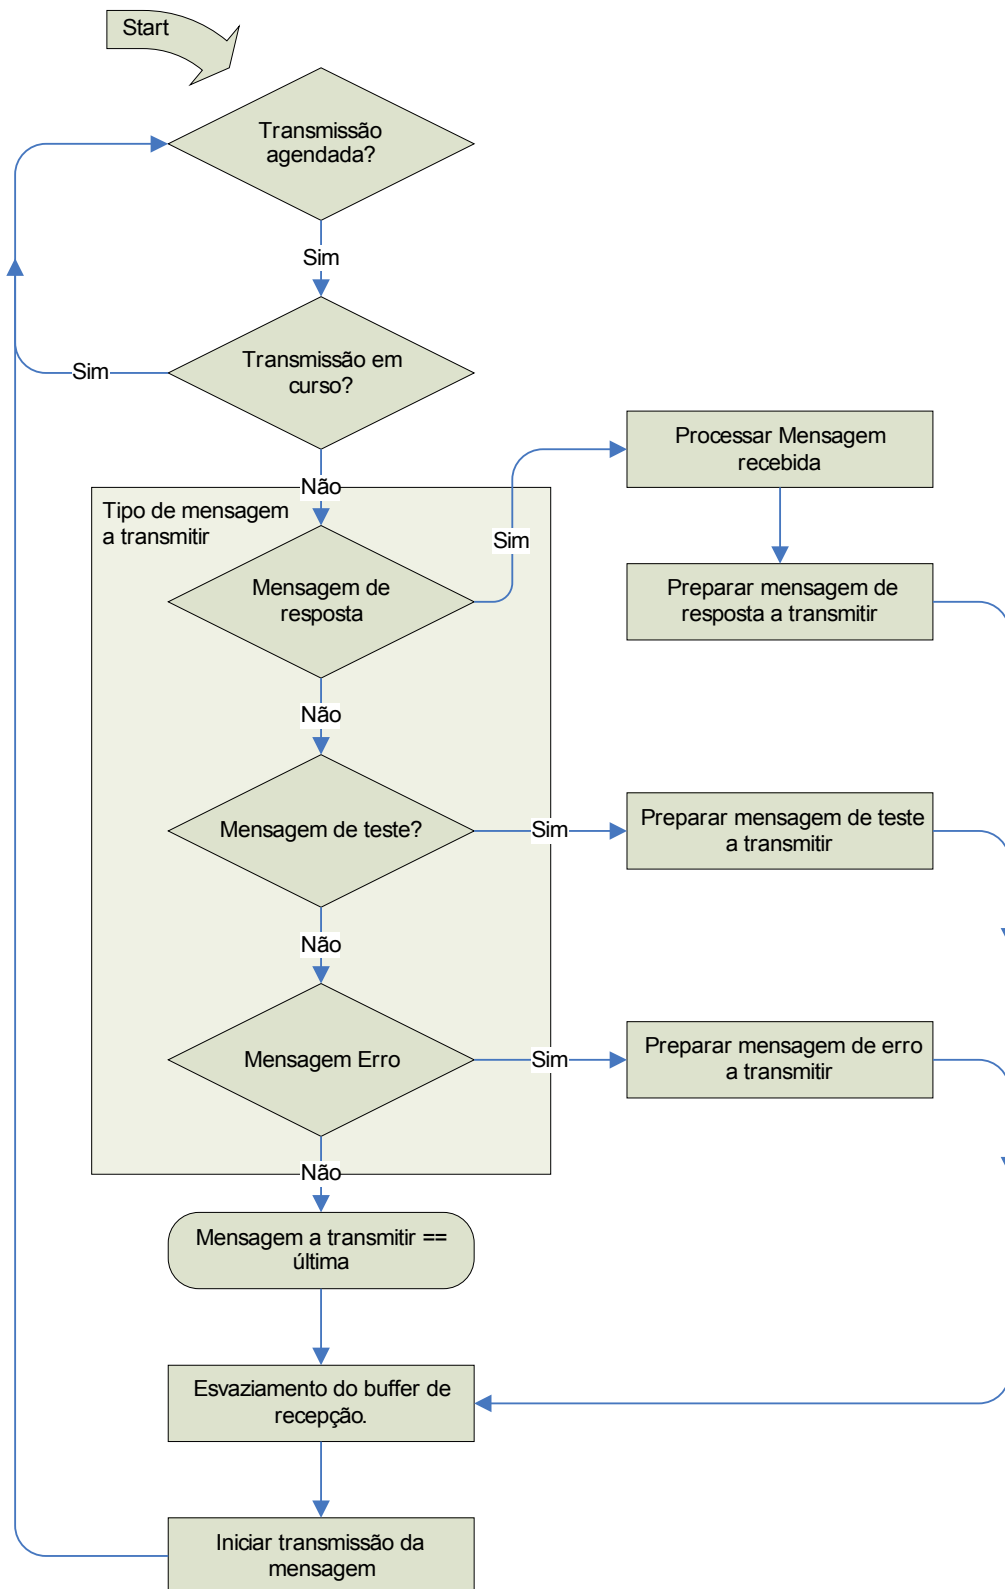 Start
Transmissão
agendada?
Sim
Transmissão em
curso?
Sim
Não
Tipo de mensagem
a transmitir
Mensagem de
resposta
Sim
Processar Mensagem
recebida
Preparar mensagem de
resposta a transmitir
Não
Mensagem de teste?
Sim
Preparar mensagem de teste
a transmitir
Não
Mensagem Erro
Sim
Preparar mensagem de erro
a transmitir
Não
Mensagem a transmitir ==
última
Esvaziamento do buffer de
recepção.
Iniciar transmissão da
mensagem